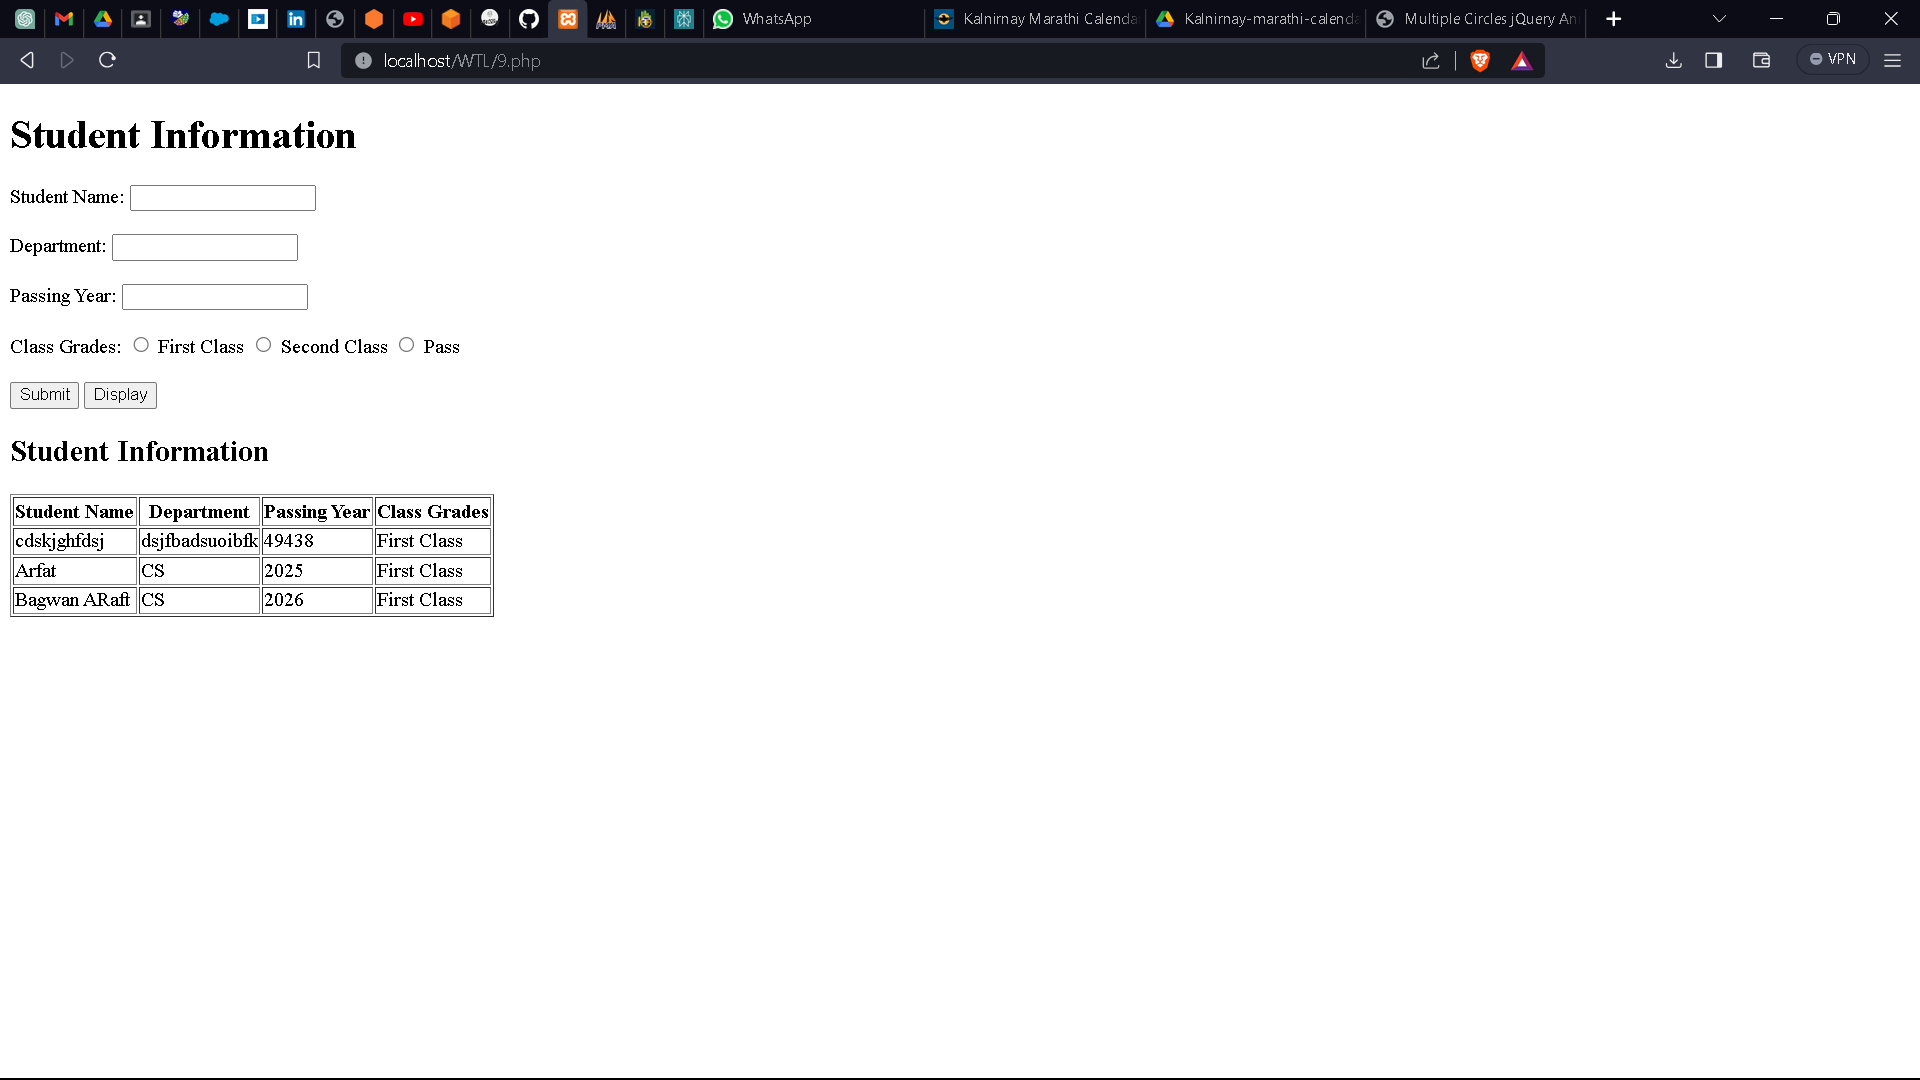 WhatsApp Kalnirnay Marathi Calenda Kalnirnay-marathi-calenda Multiple Circles jQuery An
localhost/WTL/9.php VPN
Student Information
Student Name:
Department:
Passing Year:
Class Grades: First Class Second Class Pass
Submit Display
Student Information
Student Name Department Passing Year Class Grades
cdskjghfdsj dsjfbadsuoibfk 49438 First Class
Arfat CS 2025 First Class
Bagwan ARaft CS 2026 First Class